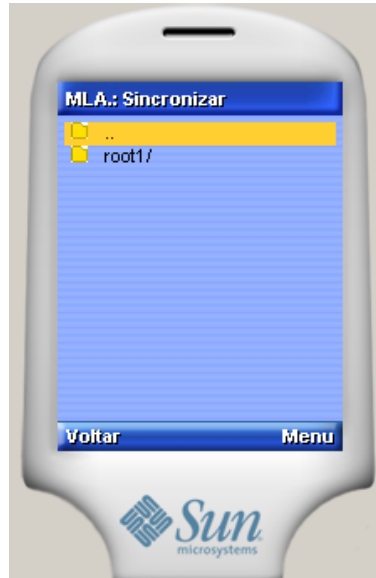 MLA.: Sincronizar
..
root1/
Voltar Menu
Sun
microsystems